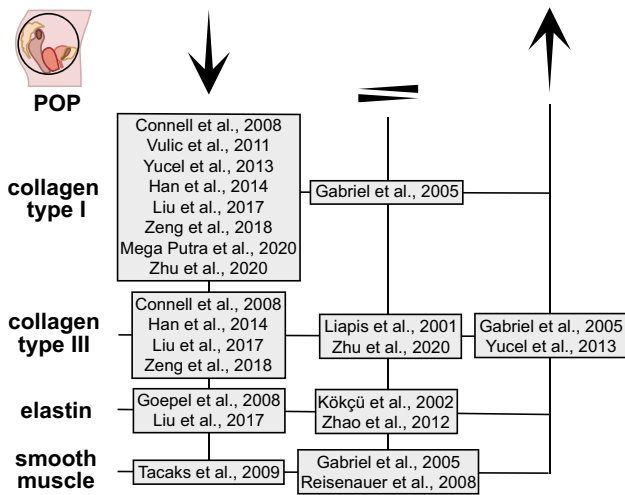 POP
collagen
type I
Connell et al., 2008
Vulic et al., 2011
Yucel et al., 2013
Han et al., 2014
Liu et al., 2017
Zeng et al., 2018
Mega Putra et al., 2020
Zhu et al., 2020
Gabriel et al., 2005
collagen
type III
Connell et al., 2008
Han et al., 2014
Liu et al., 2017
Zeng et al., 2018
Liapis et al., 2001
Zhu et al., 2020
Gabriel et al., 2005
Yucel et al., 2013
elastin
Goepel et al., 2008
Liu et al., 2017
Kökçü et al., 2002
Zhao et al., 2012
smooth
muscle
Tacaks et al., 2009
Gabriel et al., 2005
Reisenauer et al., 2008